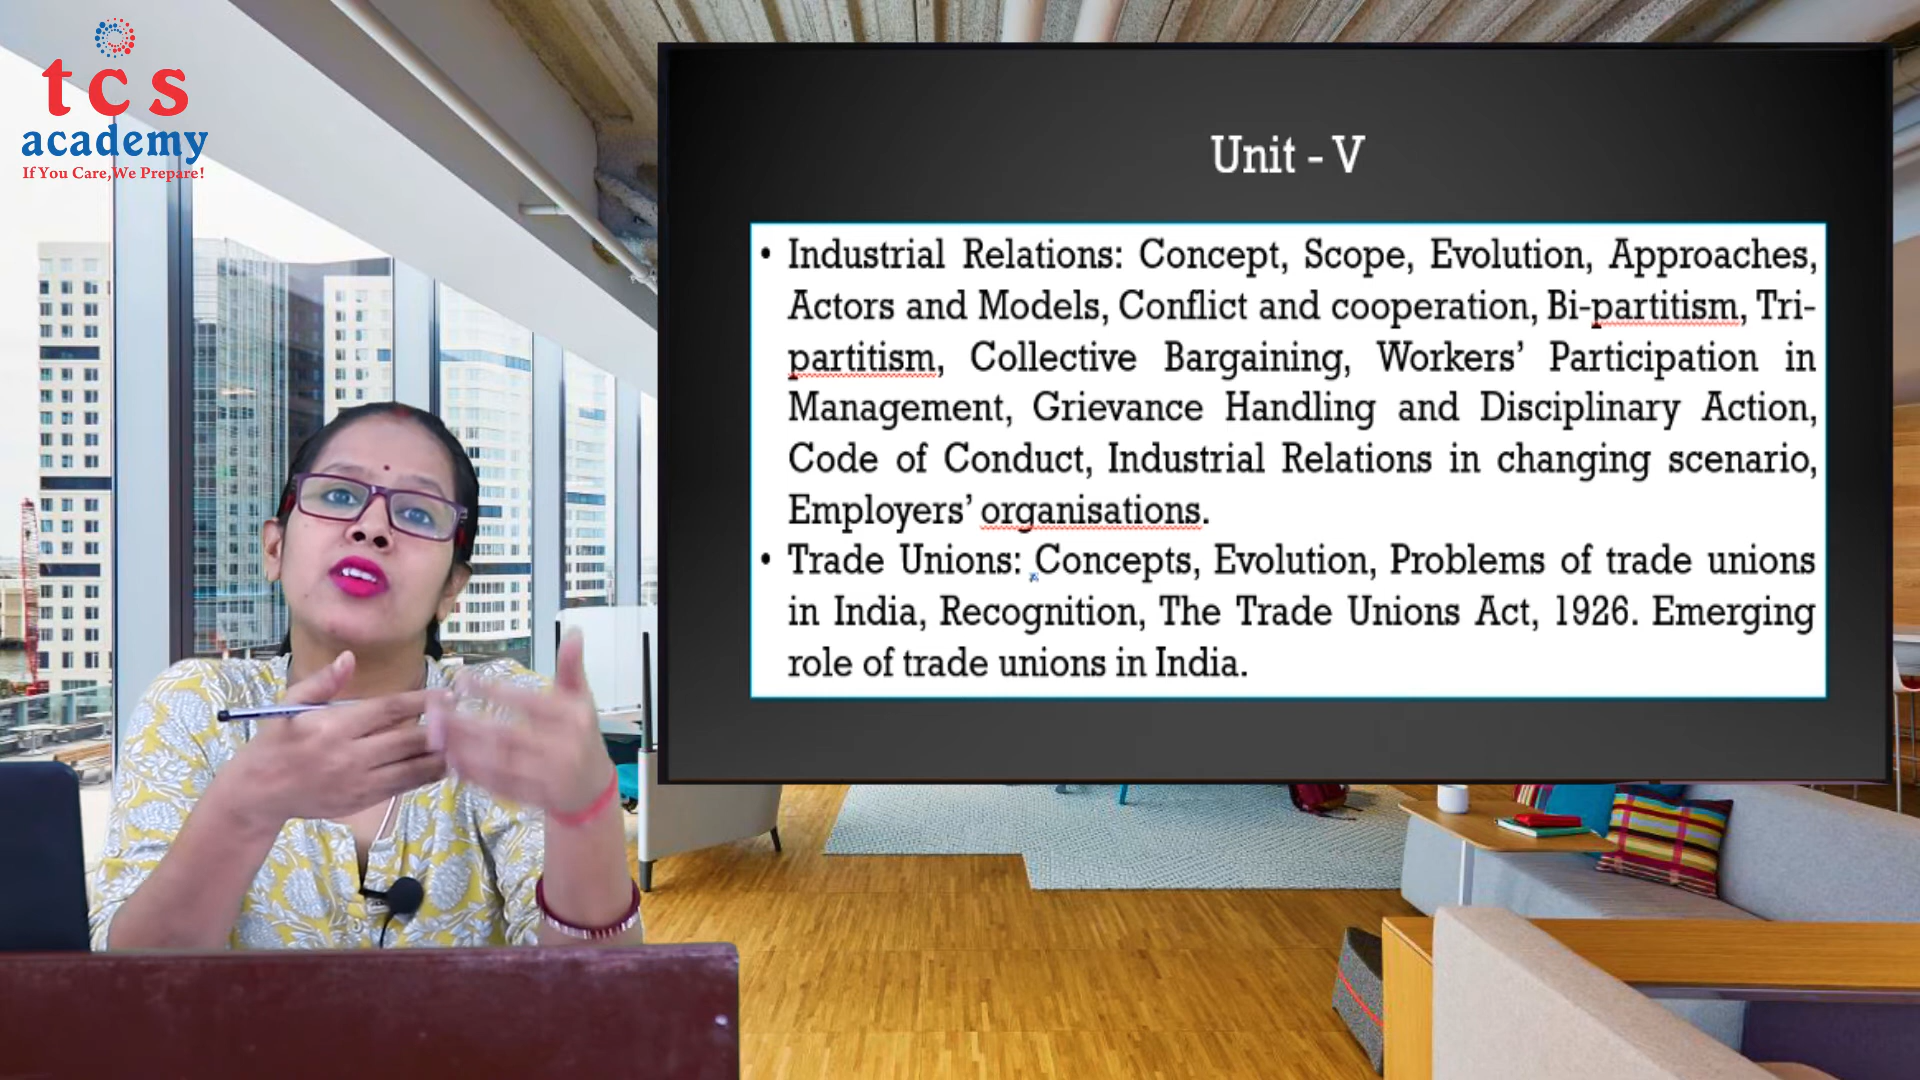 tcs
academy
If You Care,We Prepare!
Unit - V
• Industrial Relations: Concept, Scope, Evolution, Approaches,
Actors and Models, Conflict and cooperation, Bi-partitism, Tri-
partitism, Collective Bargaining, Workers’ Participation in
Management, Grievance Handling and Disciplinary Action,
Code of Conduct, Industrial Relations in changing scenario,
Employers’ organisations.
• Trade Unions: Concepts, Evolution, Problems of trade unions
in India, Recognition, The Trade Unions Act, 1926. Emerging
role of trade unions in India.